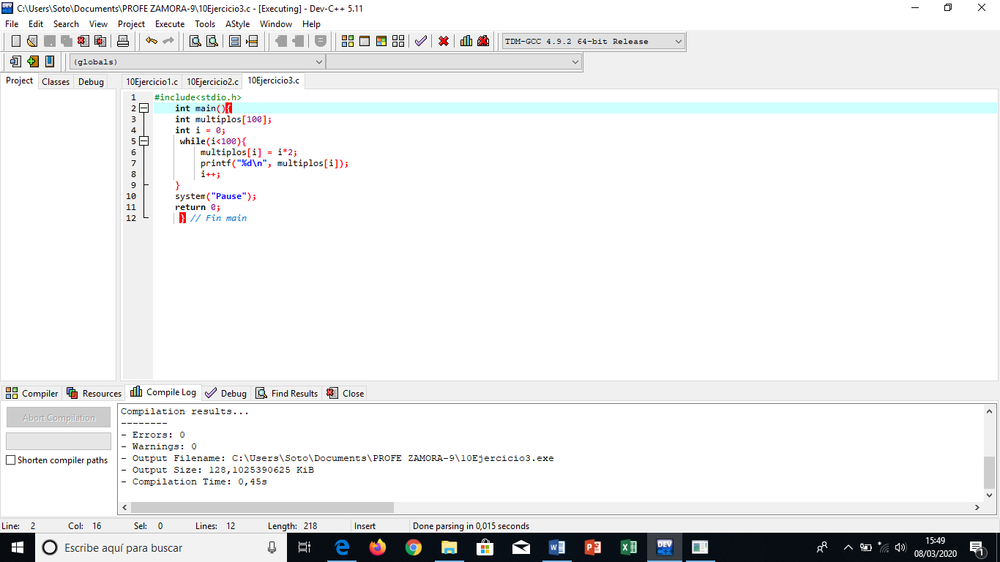 C:\Users\Soto\Documents\PROFE ZAMORA-9\10Ejercicio3.c - [Executing] - Dev-C++ 5.11
File Edit Search View Project Execute Tools AStyle Window Help
TDM-GCC 4.9.2 64-bit Release
(globals)
Project Classes Debug 10Ejercicio1.c 10Ejercicio2.c 10Ejercicio3.c
1 #include<stdio.h>
2 int main(){
3 int multiplos[100];
4 int i = 0;
5 while(i<100){
6 multiplos[i] = i*2;
7 printf("%d\n", multiplos[i]);
8 i++;
9 }
10 system("Pause");
11 return 0;
12 } // Fin main
Compiler Resources Compile Log Debug Find Results Close
Abort Compilation
Shorten compiler paths
Compilation results...
--------
- Errors: 0
- Warnings: 0
- Output Filename: C:\Users\Soto\Documents\PROFE ZAMORA-9\10Ejercicio3.exe
- Output Size: 128,1025390625 KiB
- Compilation Time: 0,45s
Line: 2 Col: 16 Sel: 0 Lines: 12 Length: 218 Insert Done parsing in 0,015 seconds
Escribe aquí para buscar
DEV
15:49
08/03/2020
1